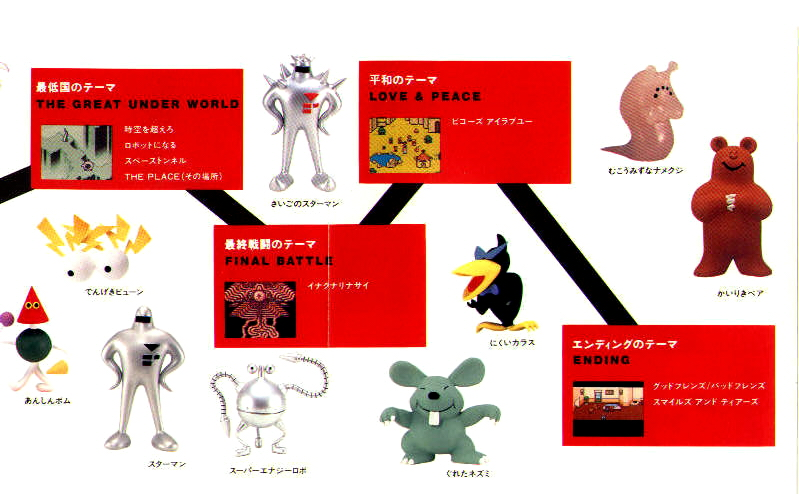 最低国のテーマ
THE GREAT UNDER WORLD
時空を超えろ
ロボットになる
スペーストンネル
THE PLACE(その場所)
さいごのスターマン
平和のテーマ
LOVE & PEACE
ビコーズ アイラブユー
むこうみずなナメクジ
かいりきベア
でんげきビューン
最終戦闘のテーマ
FINAL BATTLE
イナクナリナサイ
にくいカラス
あんしんボム
スターマン
スーパーエナジーロボ
ぐれたネズミ
エンディングのテーマ
ENDING
グッドフレンズ/バッドフレンズ
スマイルズ アンド ティアーズ